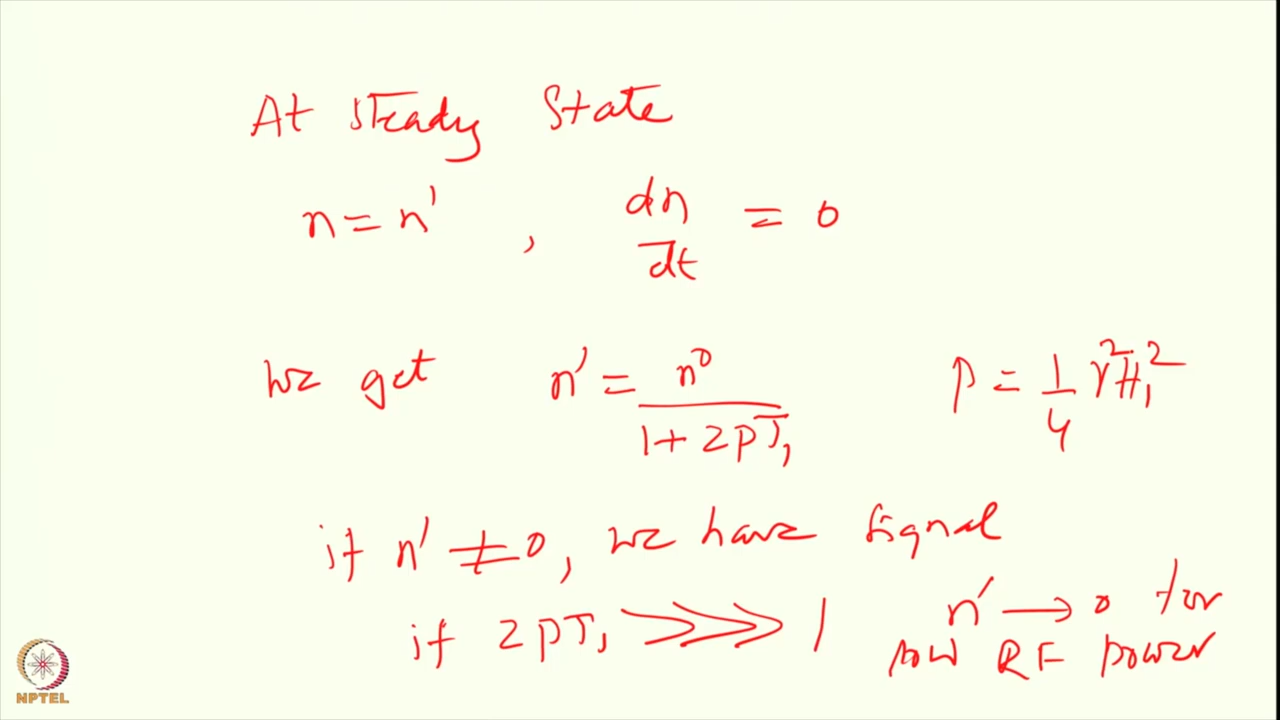 At steady state
n = n' , dn/dt = 0
We get n' = n⁰/(1 + 2pT₁) p = 1/4 γ²H₁²
if n' ≠ 0, we have signal
if 2pT₁ >>>> 1 n' → 0 for
RF power
NPTEL